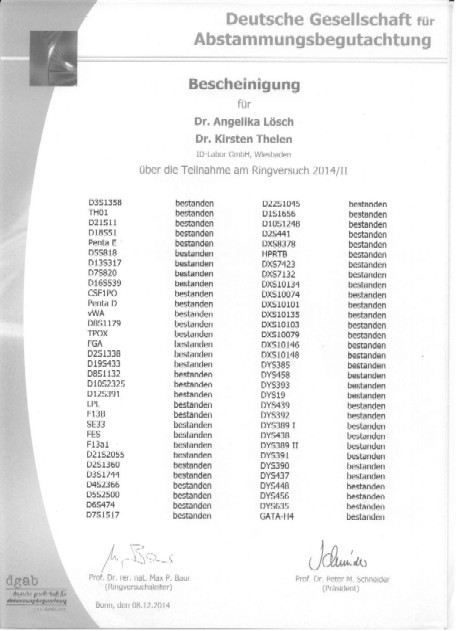 Deutsche Gesellschaft für
Abstammungsbegutachtung
Bescheinigung
für
Dr. Angelika Lösch
Dr. Kirsten Thelen
ID-Labor GmbH, Wiesbaden
über die Teilnahme am Ringversuch 2014/II
D3S1358 bestanden D22S1045 bestanden
TH01 bestanden D1S1656 bestanden
D21S11 bestanden D10S1248 bestanden
D18S51 bestanden D2S441 bestanden
Penta E bestanden DXS8378 bestanden
D5S818 bestanden HPRTB bestanden
D13S317 bestanden DXS7423 bestanden
D7S820 bestanden DXS7132 bestanden
D16S539 bestanden DXS10134 bestanden
CSF1PO bestanden DXS10074 bestanden
Penta D bestanden DXS10101 bestanden
vWA bestanden DXS10135 bestanden
D8S1179 bestanden DXS10103 bestanden
TPOX bestanden DXS10079 bestanden
FGA bestanden DXS10146 bestanden
D2S1338 bestanden DXS10148 bestanden
D19S433 bestanden DYS385 bestanden
D8S1132 bestanden DYS458 bestanden
D10S2325 bestanden DYS393 bestanden
D12S391 bestanden DYS19 bestanden
LPL bestanden DYS439 bestanden
F13B bestanden DYS392 bestanden
SE33 bestanden DYS389 I bestanden
FES bestanden DYS438 bestanden
F13a1 bestanden DYS389 II bestanden
D21S2055 bestanden DYS391 bestanden
D2S1360 bestanden DYS390 bestanden
D3S1744 bestanden DYS437 bestanden
D4S2366 bestanden DYS448 bestanden
D5S2500 bestanden DYS456 bestanden
D6S474 bestanden DYS635 bestanden
D7S1517 bestanden GATA-H4 bestanden
Prof. Dr. rer. nat. Max P. Baur
(Ringversuchsleiter)
Prof. Dr. Peter M. Schneider
(Präsident)
Bonn, den 08.12.2014
dgab
deutsche gesellschaft für
abstammungsbegutachtung